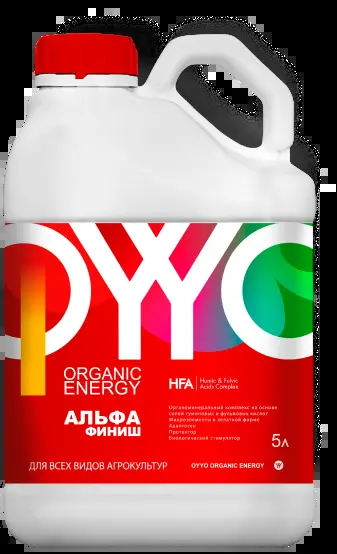 OYYO
ORGANIC
ENERGY
HFA
Humic & Fulvic
Acids Complex
АЛЬФА
ФИНИШ
Органоминеральный комплекс на основе
солей гуминовых и фульвовых кислот
Микроэлементы в хелатной форме
Адаптоген
Протектор
Биологический стимулятор
5л
ДЛЯ ВСЕХ ВИДОВ АГРОКУЛЬТУР
OYYO ORGANIC ENERGY